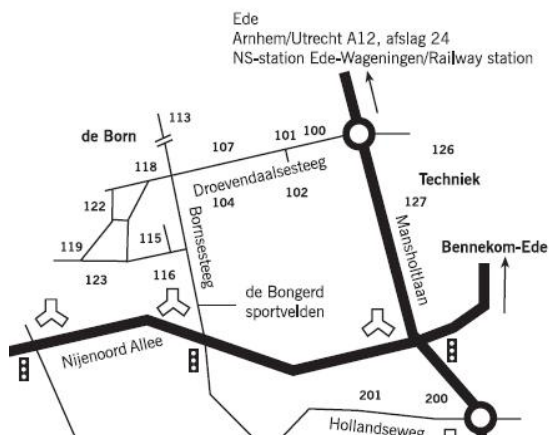 Ede
Arnhem/Utrecht A12, afslag 24
NS-station Ede-Wageningen/Railway station
113
de Born
107
101
100
118
126
Droevendaalsesteeg
Techniek
102
122
104
127
Bornsesteeg
Mansholtlaan
115
119
Bennekom-Ede
123
116
de Bongerd
sportvelden
Nijenoord Allee
201
200
Hollandseweg